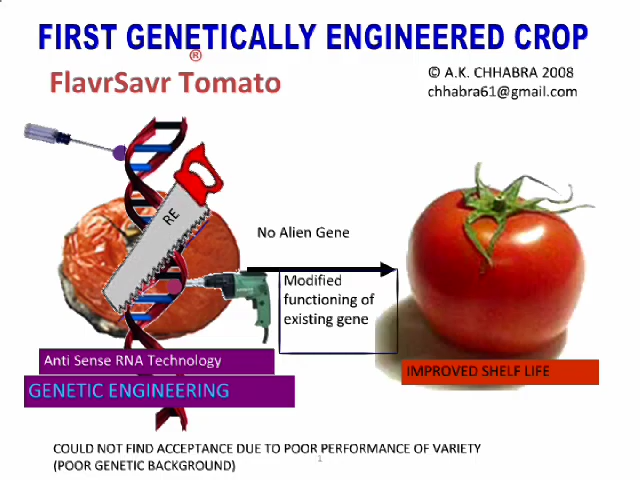 FIRST GENETICALLY ENGINEERED CROP
®
FlavrSavr Tomato
© A.K. CHHABRA 2008
chhabra61@gmail.com
RE
No Alien Gene
Modified
functioning of
existing gene
Anti Sense RNA Technology
GENETIC ENGINEERING
IMPROVED SHELF LIFE
COULD NOT FIND ACCEPTANCE DUE TO POOR PERFORMANCE OF VARIETY
(POOR GENETIC BACKGROUND)
1